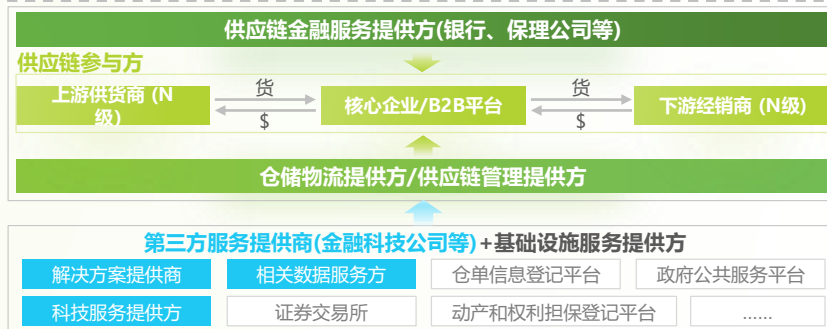 供应链金融服务提供方(银行、保理公司等)
供应链参与方
上游供货商 (N
级)
货
$
核心企业/B2B平台
货
$
下游经销商 (N级)
仓储物流提供方/供应链管理提供方
第三方服务提供商(金融科技公司等)+基础设施服务提供方
解决方案提供商
相关数据服务方
仓单信息登记平台
政府公共服务平台
科技服务提供方
证券交易所
动产和权利担保登记平台
......